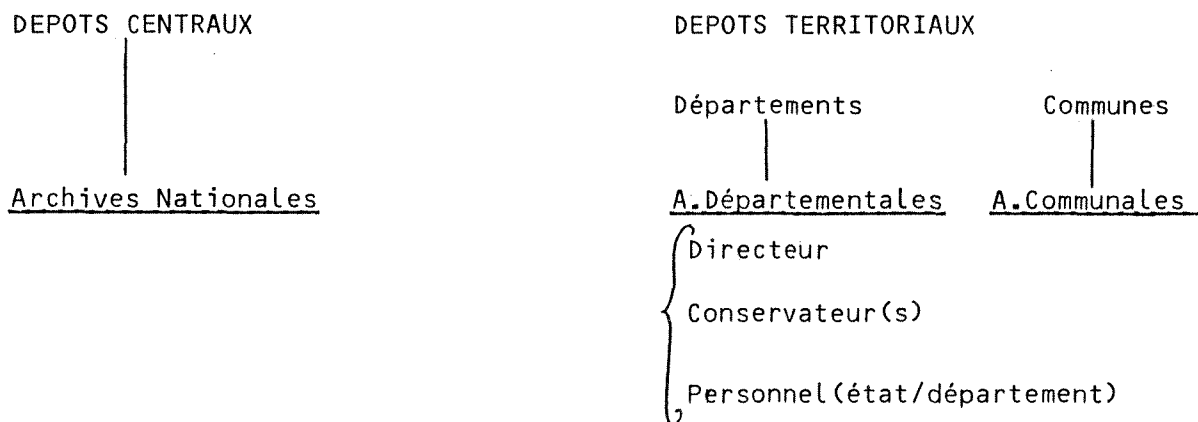 DEPOTS CENTRAUX
Archives Nationales
DEPOTS TERRITORIAUX
Départements Communes
A.Départementales A.Communales
Directeur
Conservateur(s)
Personnel(état/département)